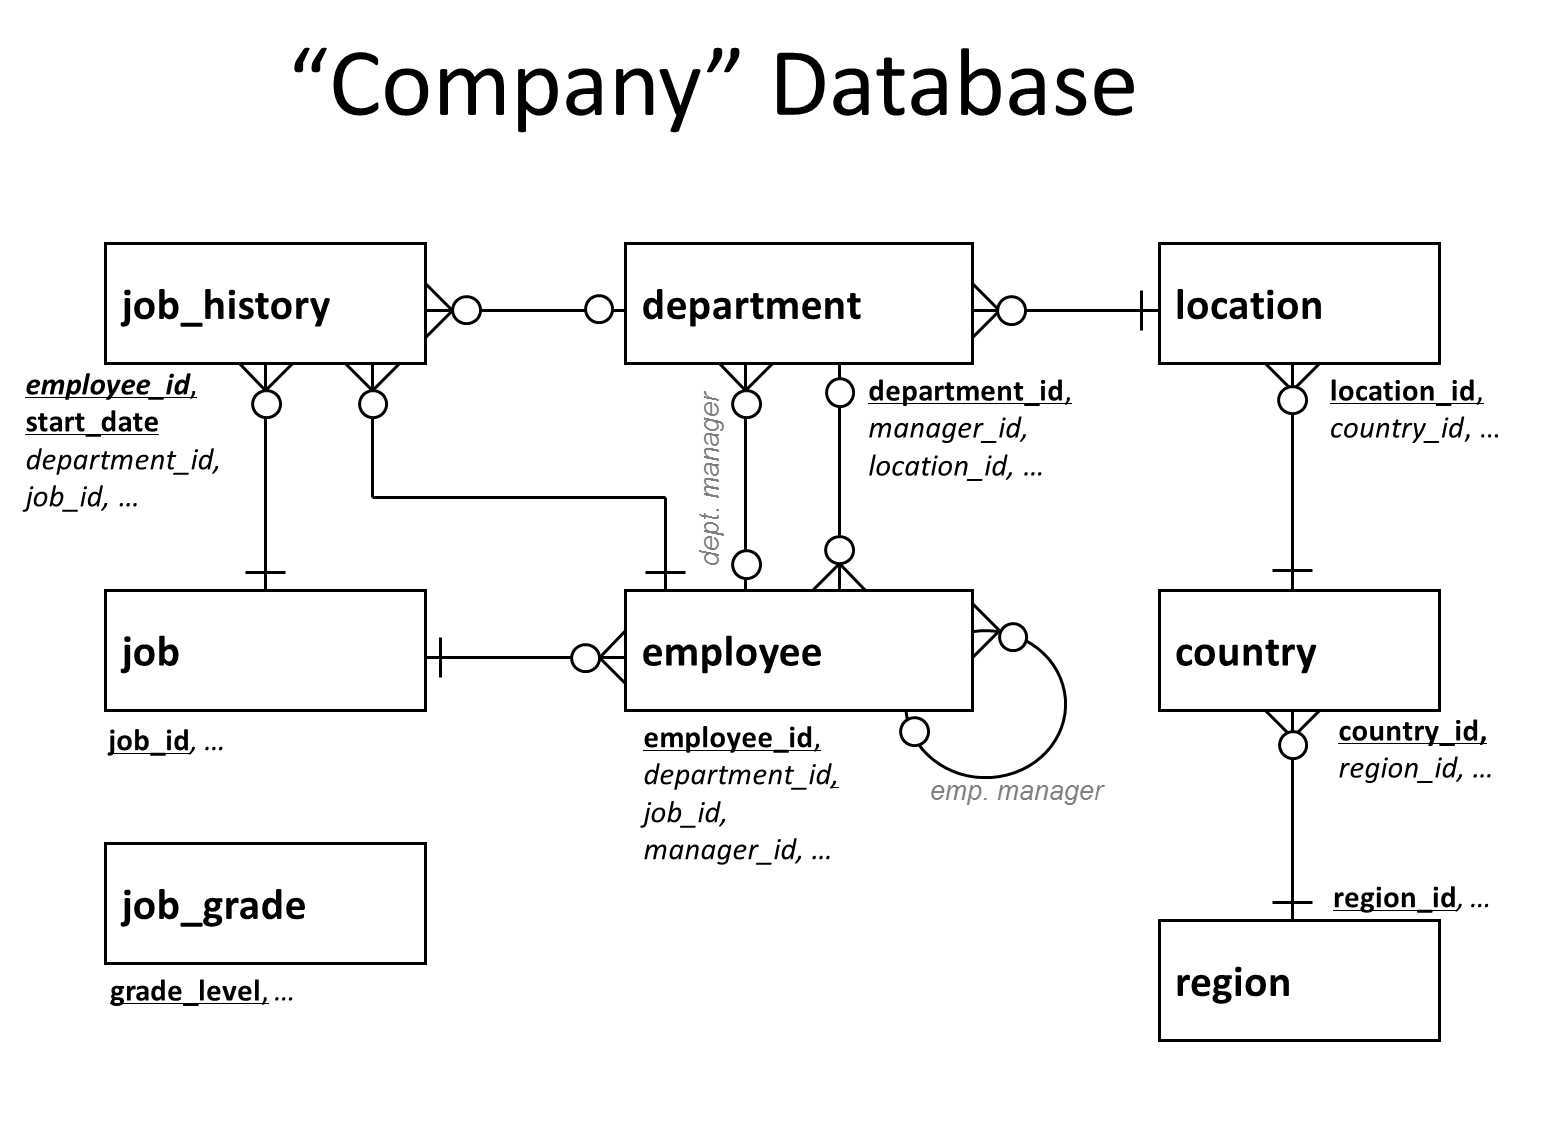 “Company” Database
job_history
department
location
employee_id,
start_date
department_id,
job_id, ...
dept. manager
department_id,
manager_id,
location_id, ...
location_id,
country_id, ...
job
employee
country
job_id, ...
employee_id,
department_id,
job_id,
manager_id, ...
emp. manager
country_id,
region_id, ...
job_grade
grade_level, ...
region_id, ...
region